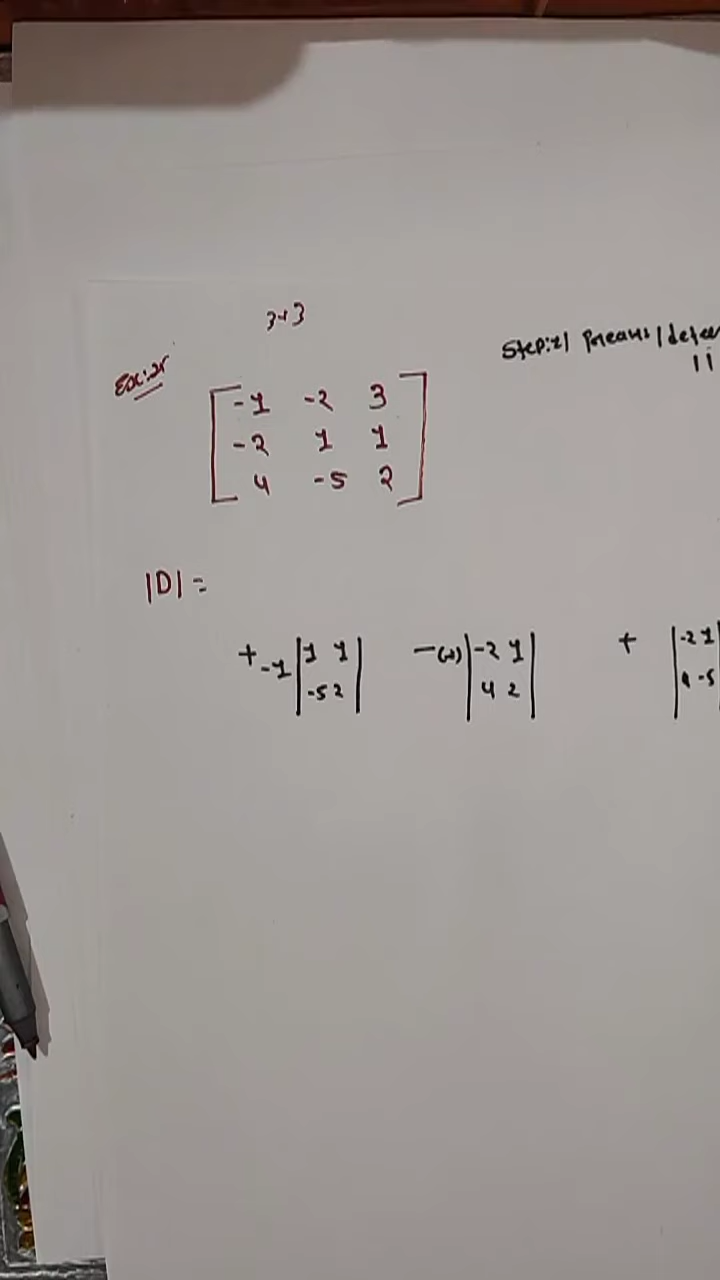 3×3
Step:1/
Ex:2r
-1 -2 3
-2 1 1
4 -5 2
|D| =
+ -1 |1 1| -(2) |-2 1| + |-2 1|
|-5 2| |4 2| |4 -5|